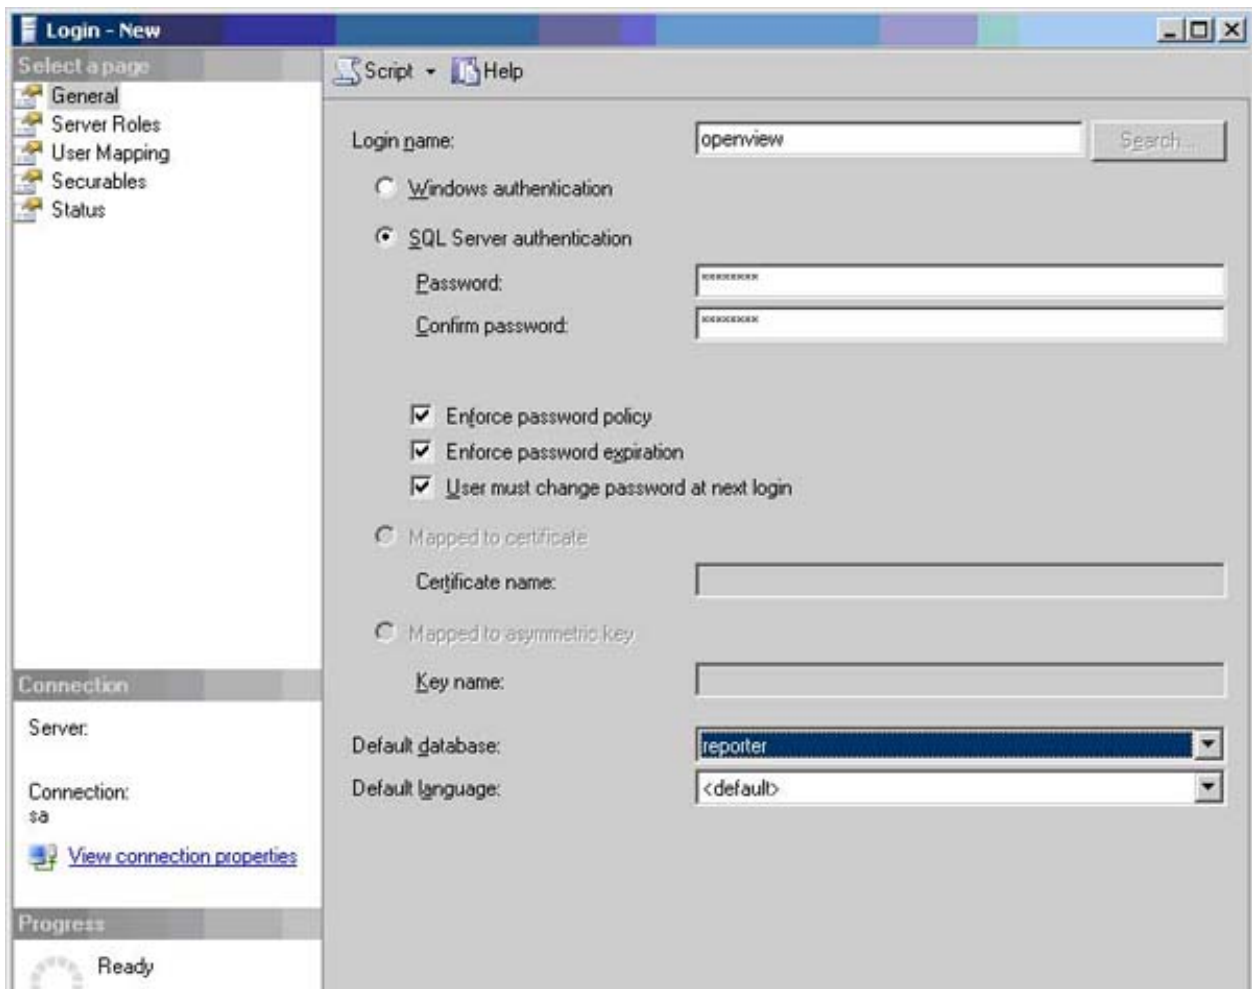 Login - New
Select a page
General
Server Roles
User Mapping
Securables
Status
Script
Help
Login name:
openview
Search...
Windows authentication
SQL Server authentication
Password:
********
Confirm password:
********
Enforce password policy
Enforce password expiration
User must change password at next login
Mapped to certificate
Certificate name:
Mapped to asymmetric key
Key name:
Default database:
reporter
Default language:
<default>
Connection
Server:
Connection:
sa
View connection properties
Progress
Ready